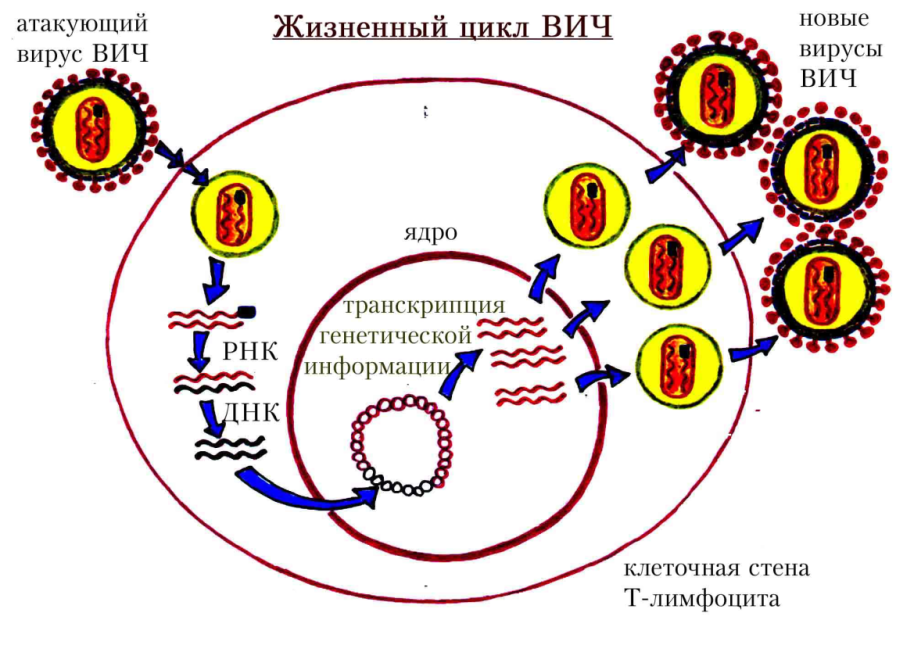 Жизненный цикл ВИЧ
атакующий
вирус ВИЧ
новые
вирусы
ВИЧ
ядро
транскрипция
генетической
информации
РНК
ДНК
клеточная стена
Т-лимфоцита